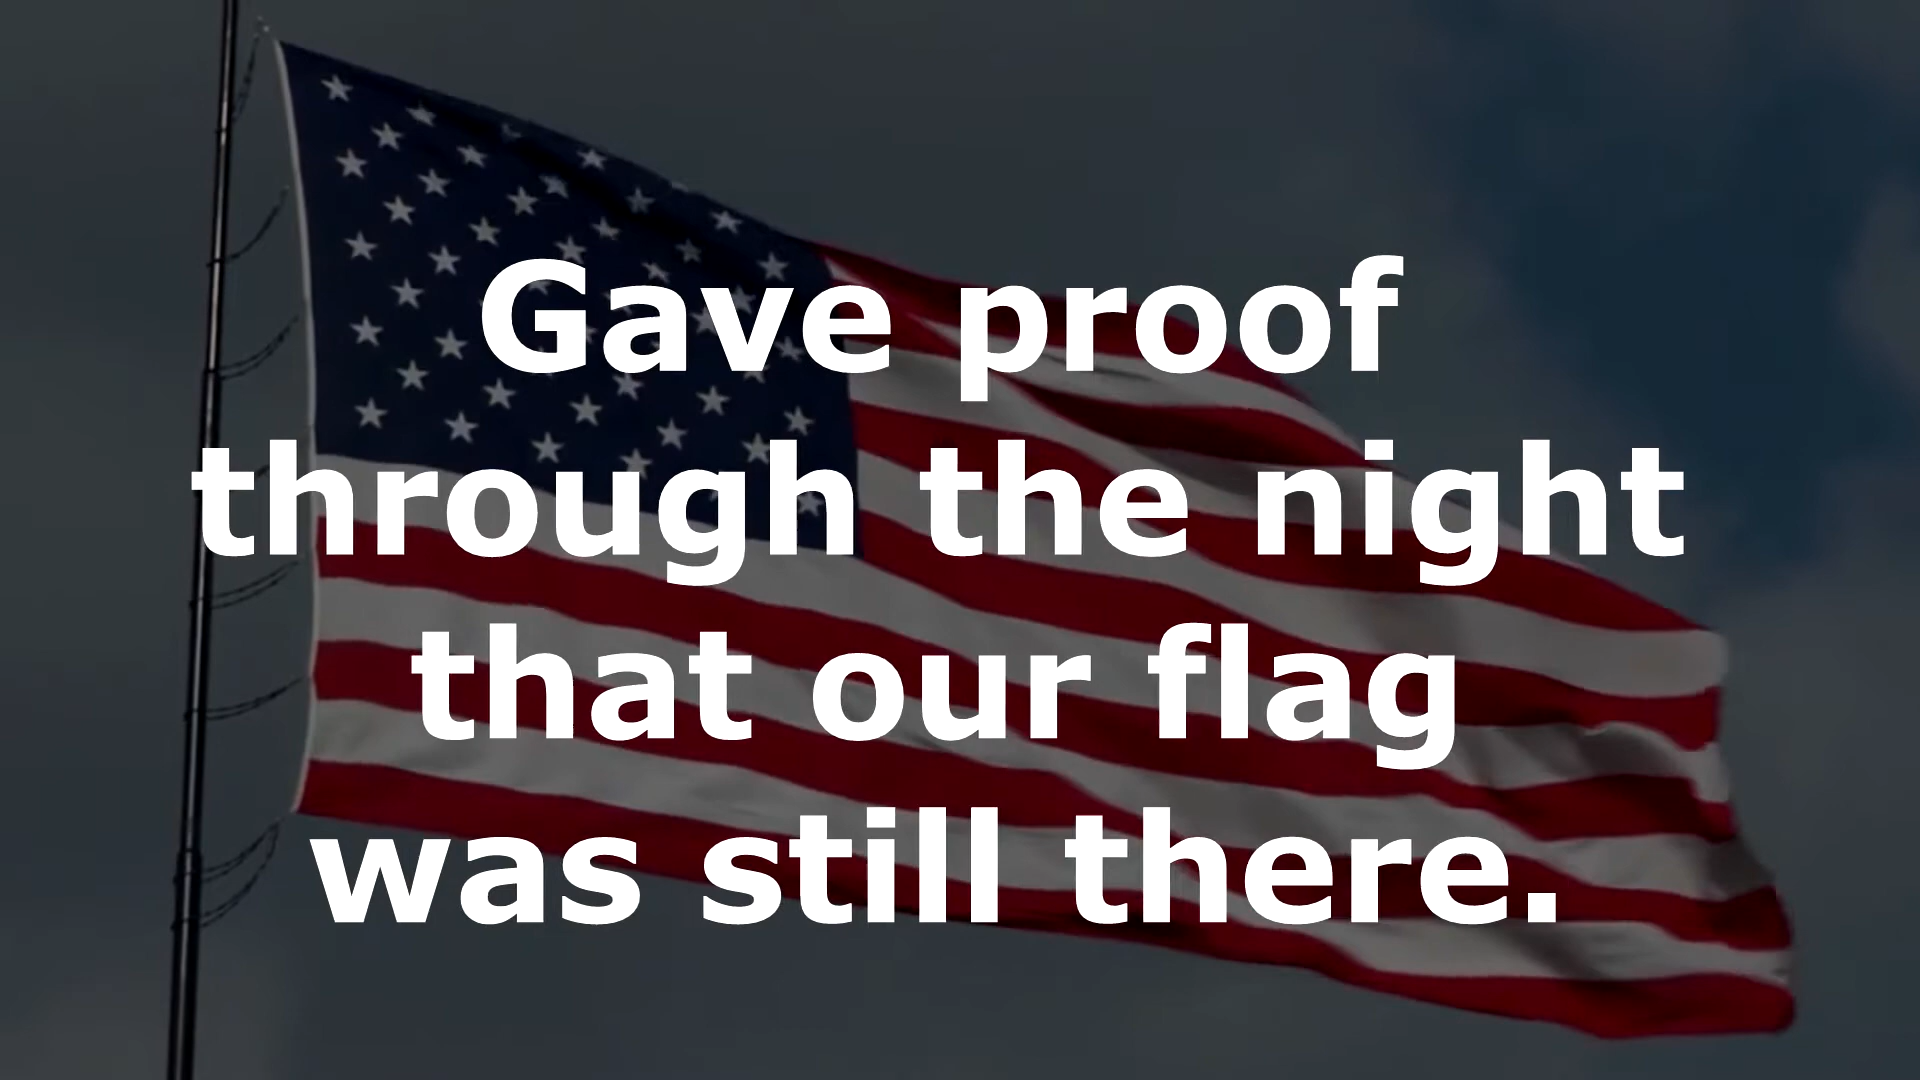 Gave proof
through the night
that our flag
was still there.